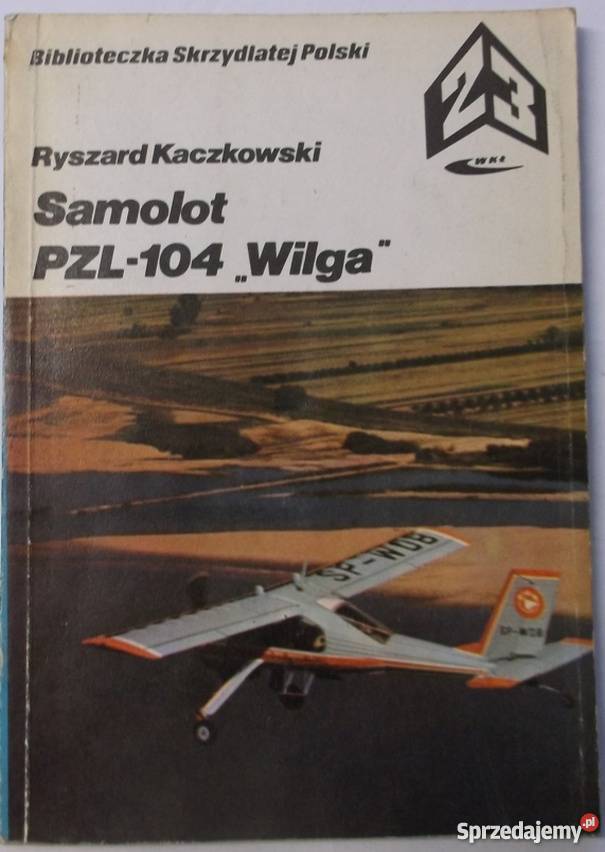 Biblioteczka Skrzydlatej Polski
23
WKŁ
Ryszard Kaczkowski
Samolot
PZL-104 „Wilga”
SP-WDB
SP-WDB
Sprzedajemy.pl